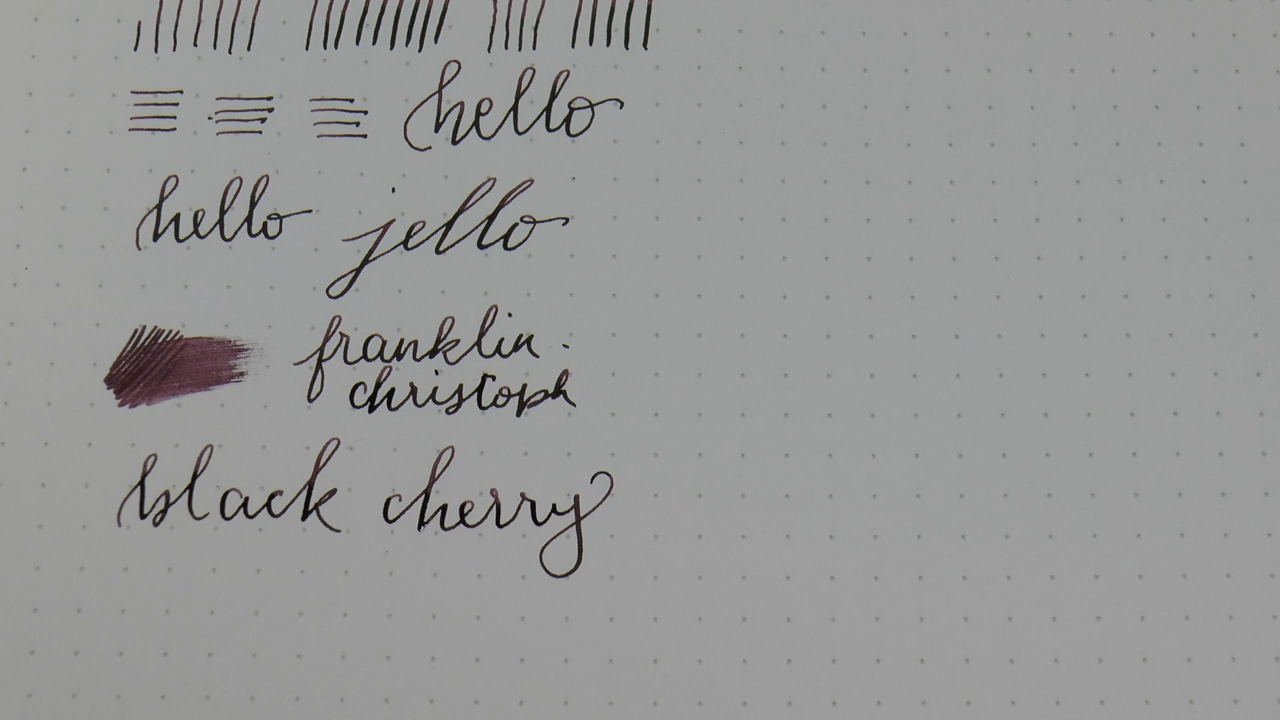 hello
hello jello
franklin.
christoph
black cherry